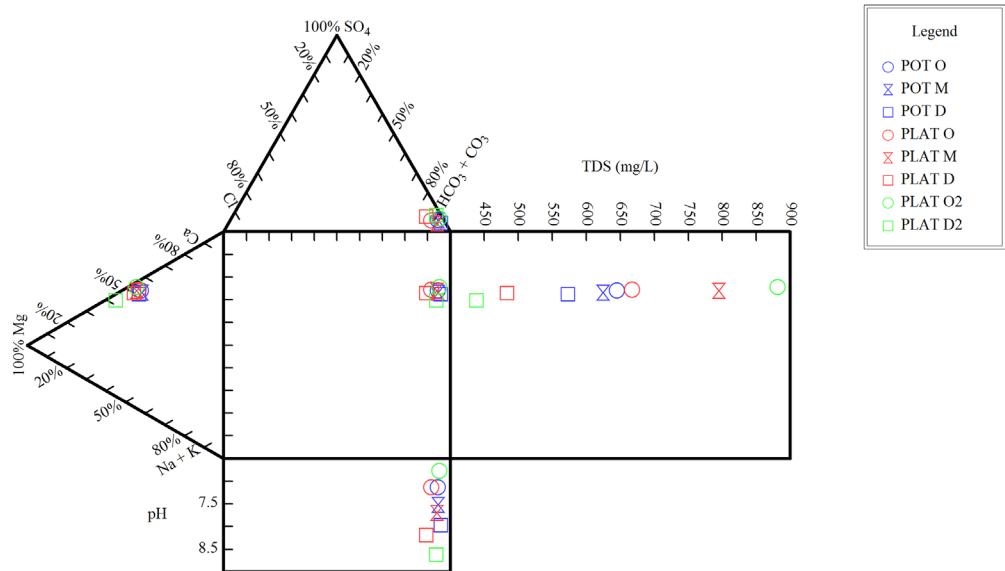 100% SO4
20%
20%
50%
50%
80%
80%
Cl
HCO3 + CO3
Ca
80%
50%
20%
100% Mg
20%
50%
80%
Na + K
TDS (mg/L)
450
500
550
600
650
700
750
800
850
900
pH
7.5
8.5
Legend
POT O
POT M
POT D
PLAT O
PLAT M
PLAT D
PLAT O2
PLAT D2